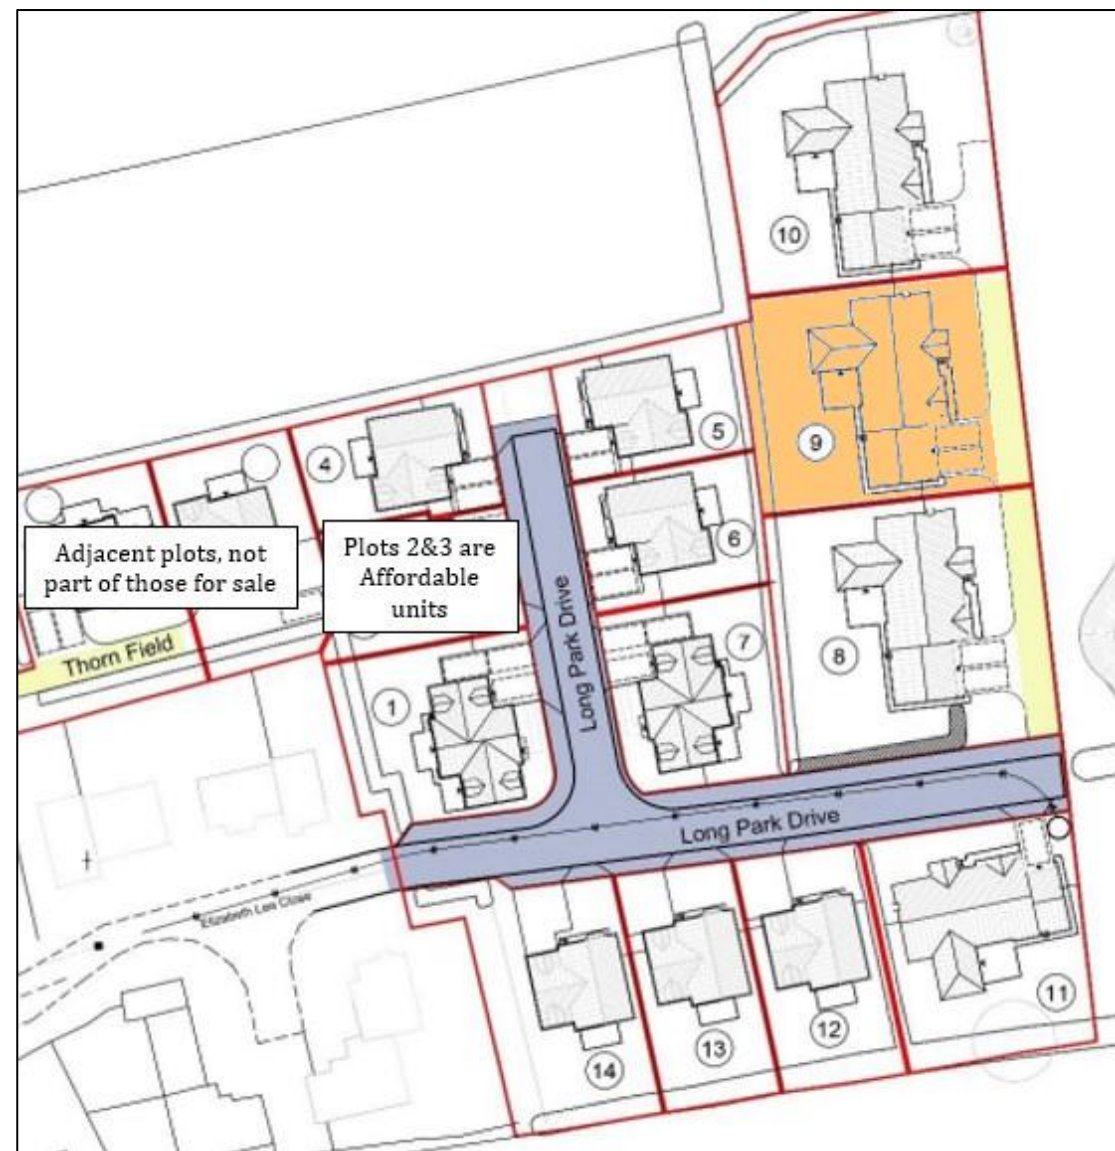 10
9
5
4
6
Adjacent plots, not
part of those for sale
Plots 2&3 are
Affordable
units
Long Park Drive
Thorn Field
7
8
1
Long Park Drive
Elizabeth Lea Close
11
12
13
14